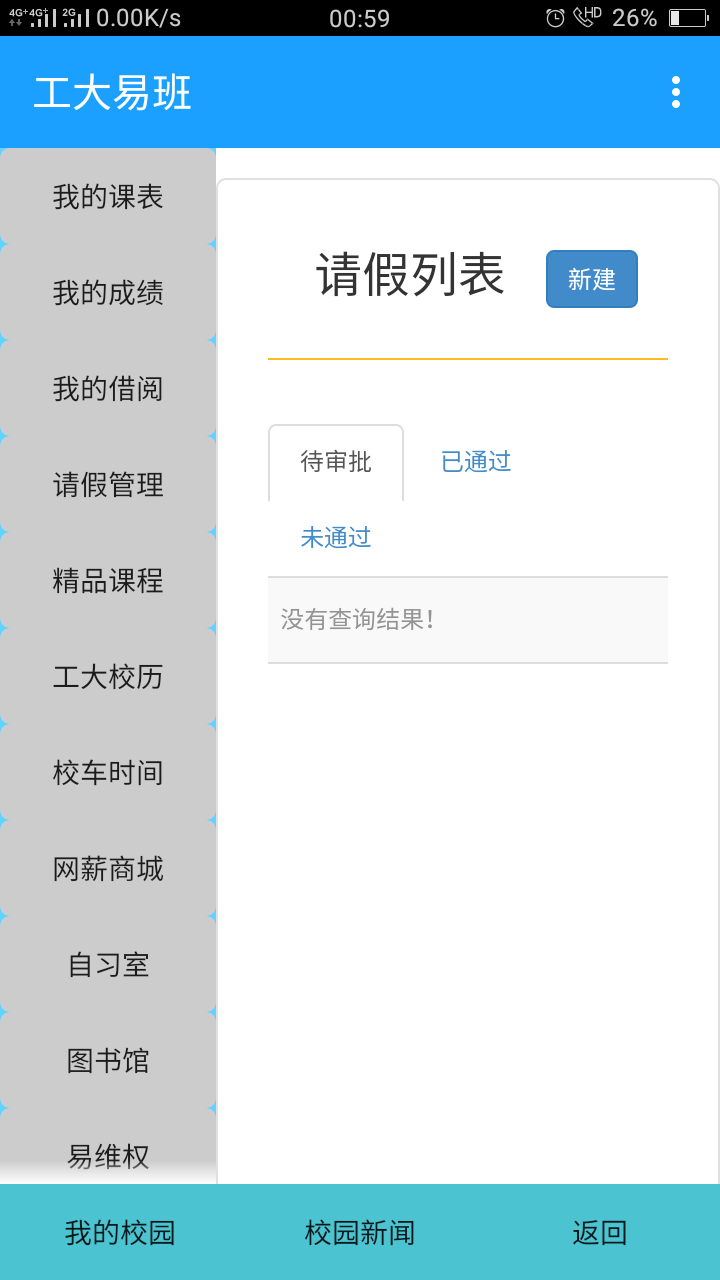 4G+ 4G+ 2G 0.00K/s 00:59 HD 26%
工大易班
我的课表
我的成绩
我的借阅
请假管理
精品课程
工大校历
校车时间
网薪商城
自习室
图书馆
易维权
请假列表 新建
待审批 已通过
未通过
没有查询结果!
我的校园 校园新闻 返回